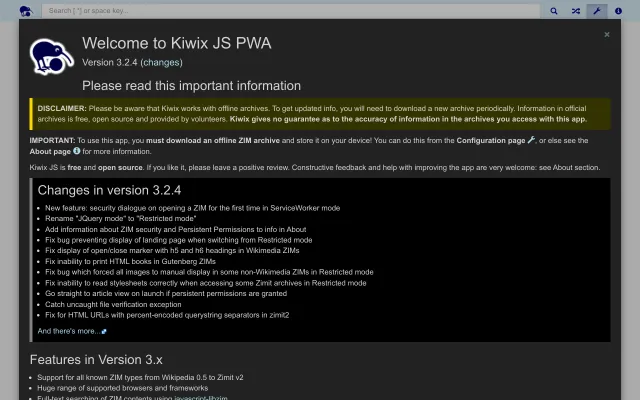 Search [ *] or space key...
×
Welcome to Kiwix JS PWA
Version 3.2.4 (changes)
Please read this important information
DISCLAIMER: Please be aware that Kiwix works with offline archives. To get updated info, you will need to download a new archive periodically. Information in official
archives is free, open source and provided by volunteers. Kiwix gives no guarantee as to the accuracy of information in the archives you access with this app.
IMPORTANT: To use this app, you must download an offline ZIM archive and store it on your device! You can do this from the Configuration page , or else see the
About page for more information.
Kiwix JS is free and open source. If you like it, please leave a positive review. Constructive feedback and help with improving the app are very welcome: see About section.
Changes in version 3.2.4
New feature: security dialogue on opening a ZIM for the first time in ServiceWorker mode
Rename "JQuery mode" to "Restricted mode"
Add information about ZIM security and Persistent Permissions to info in About
Fix bug preventing display of landing page when switching from Restricted mode
Fix display of open/close marker with h5 and h6 headings in Wikimedia ZIMs
Fix inability to print HTML books in Gutenberg ZIMs
Fix bug which forced all images to manual display in some non-Wikimedia ZIMs in Restricted mode
Fix inability to read stylesheets correctly when accessing some Zimit archives in Restricted mode
Go straight to article view on launch if persistent permissions are granted
Catch uncaught file verification exception
Fix for HTML URLs with percent-encoded querystring separators in zimit2
And there's more...
Features in Version 3.x
Support for all known ZIM types from Wikipedia 0.5 to Zimit v2
Huge range of supported browsers and frameworks
Full-text searching of ZIM contents using javascript-libzim